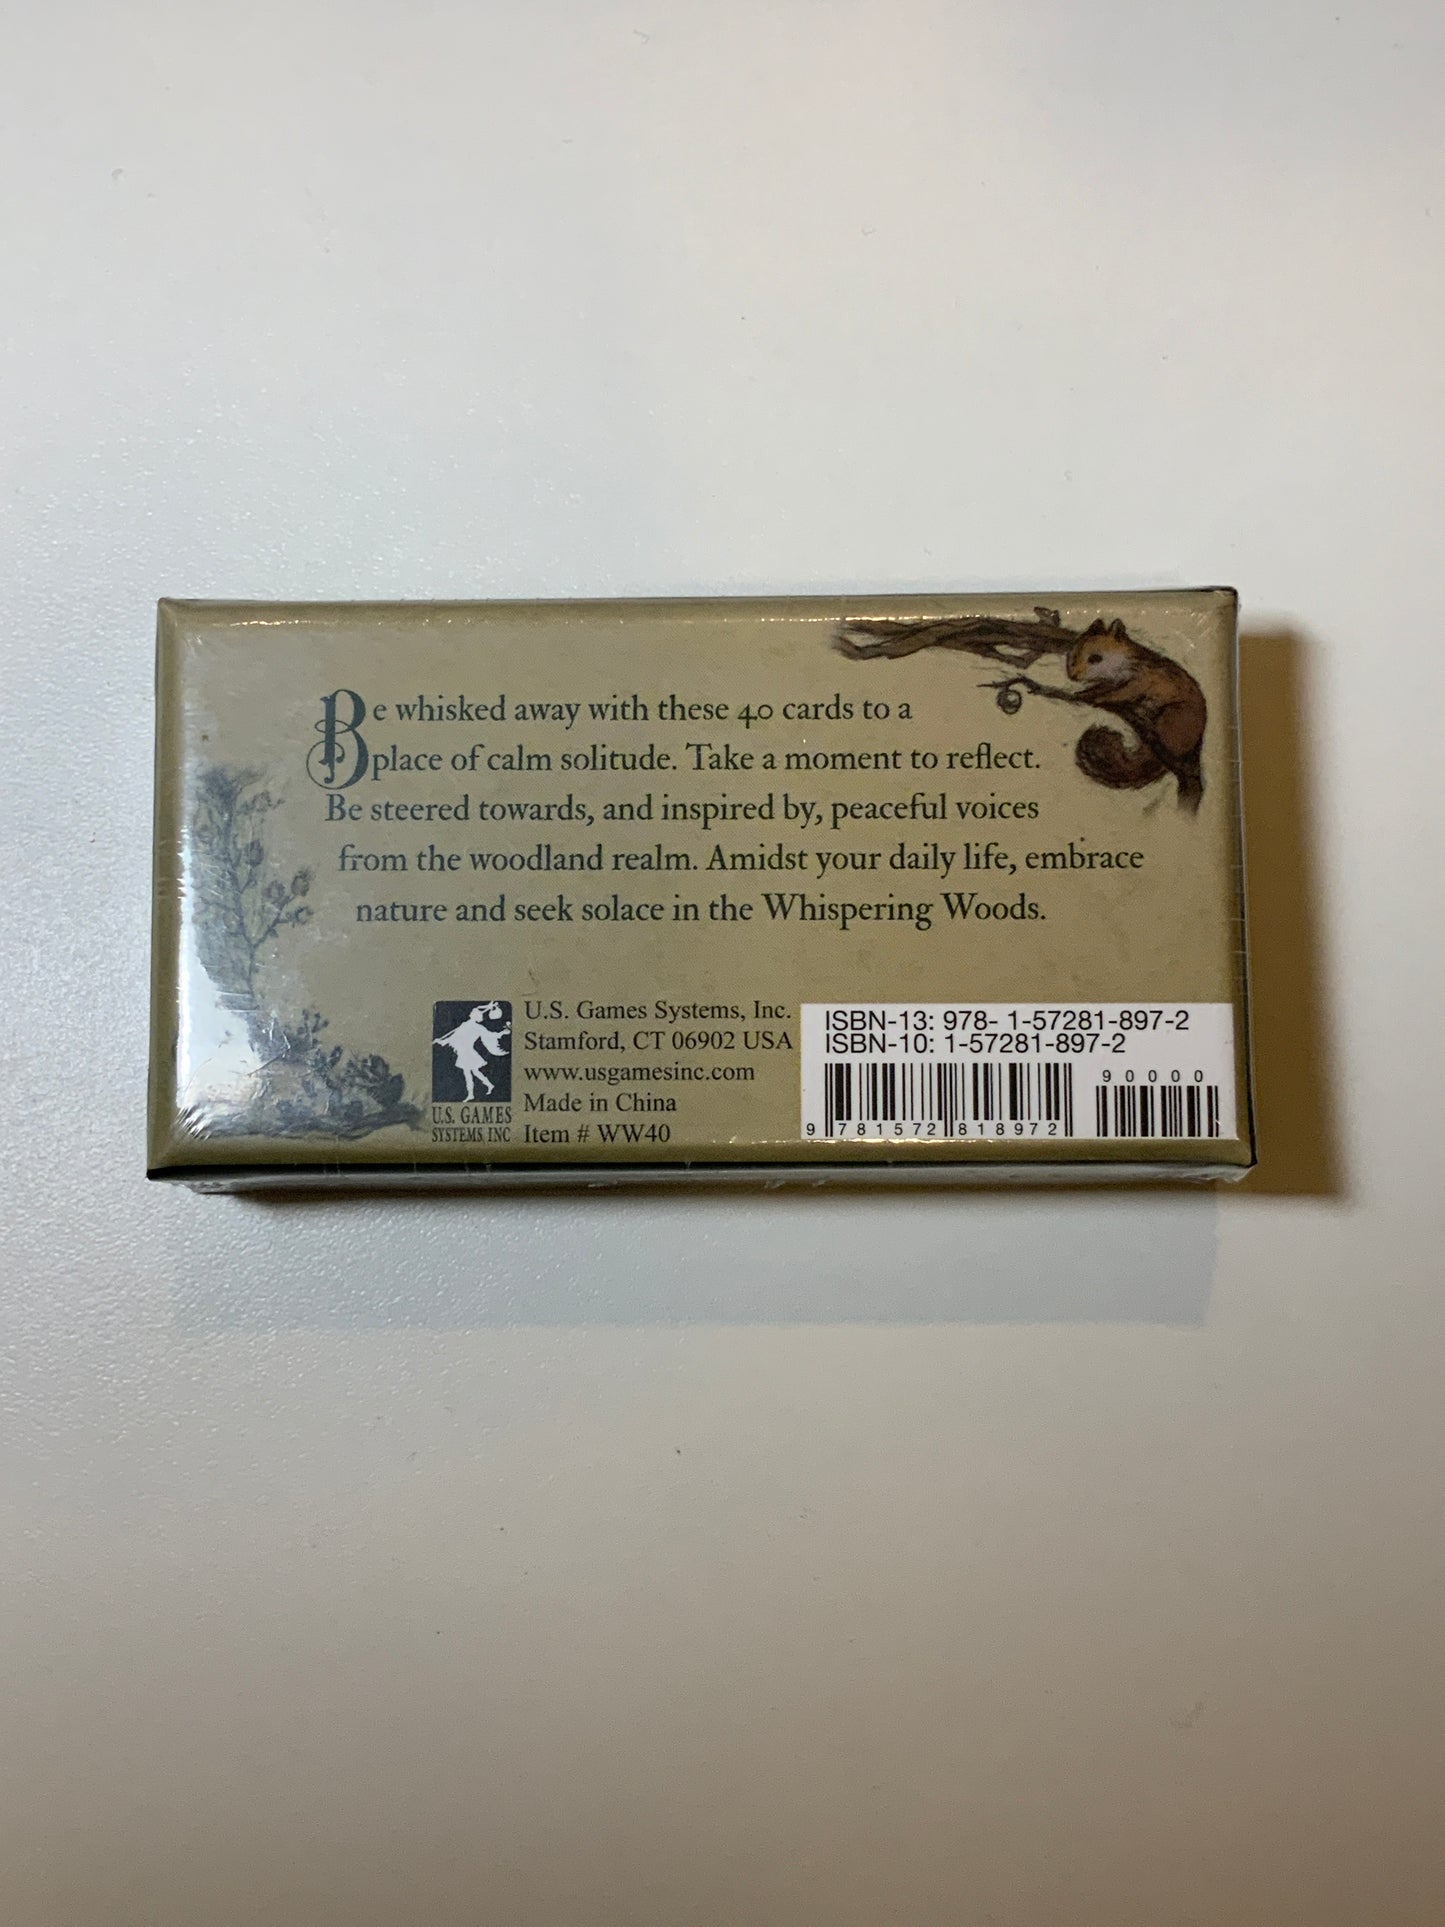 Be whisked away with these 40 cards to a
place of calm solitude. Take a moment to reflect.
Be steered towards, and inspired by, peaceful voices
from the woodland realm. Amidst your daily life, embrace
nature and seek solace in the Whispering Woods.
U.S. GAMES
SYSTEMS, INC
U.S. Games Systems, Inc.
Stamford, CT 06902 USA
www.usgamesinc.com
Made in China
Item # WW40
ISBN-13: 978- 1-57281-897-2
ISBN-10: 1-57281-897-2
90000
9 781572 818972